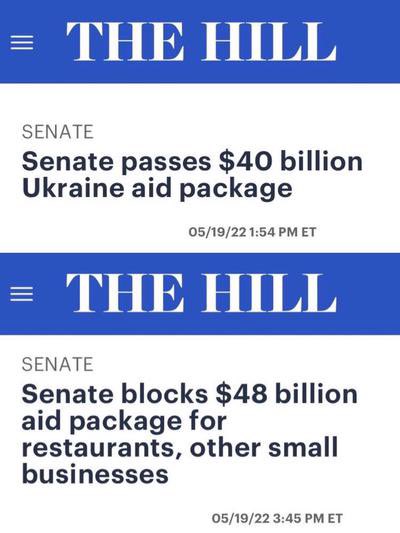 THE HILL
SENATE
Senate passes $40 billion
Ukraine aid package
05/19/22 1:54 PM ET
THE HILL
SENATE
Senate blocks $48 billion
aid package for
restaurants, other small
businesses
05/19/22 3:45 PM ET